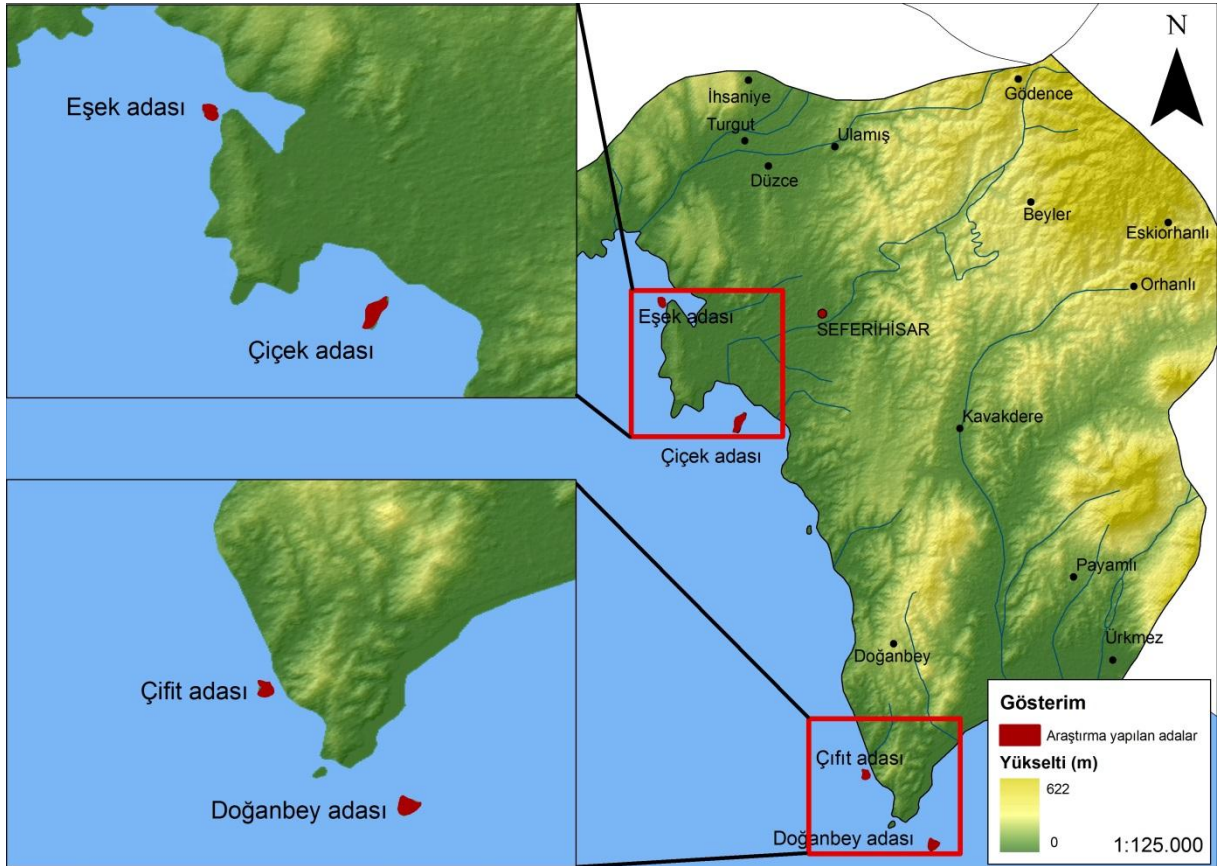 Eşek adası
Çiçek adası
Çifit adası
Doğanbey adası
N
İhsaniye
Gödence
Turgut
Ulamış
Düzce
Beyler
Eskiorhanlı
Orhanlı
Eşek adası
SEFERİHİSAR
Kavakdere
Çiçek adası
Payamlı
Doğanbey
Ürkmez
Çıfıt adası
Doğanbey adası
Gösterim
Araştırma yapılan adalar
Yükselti (m)
622
0
1:125.000